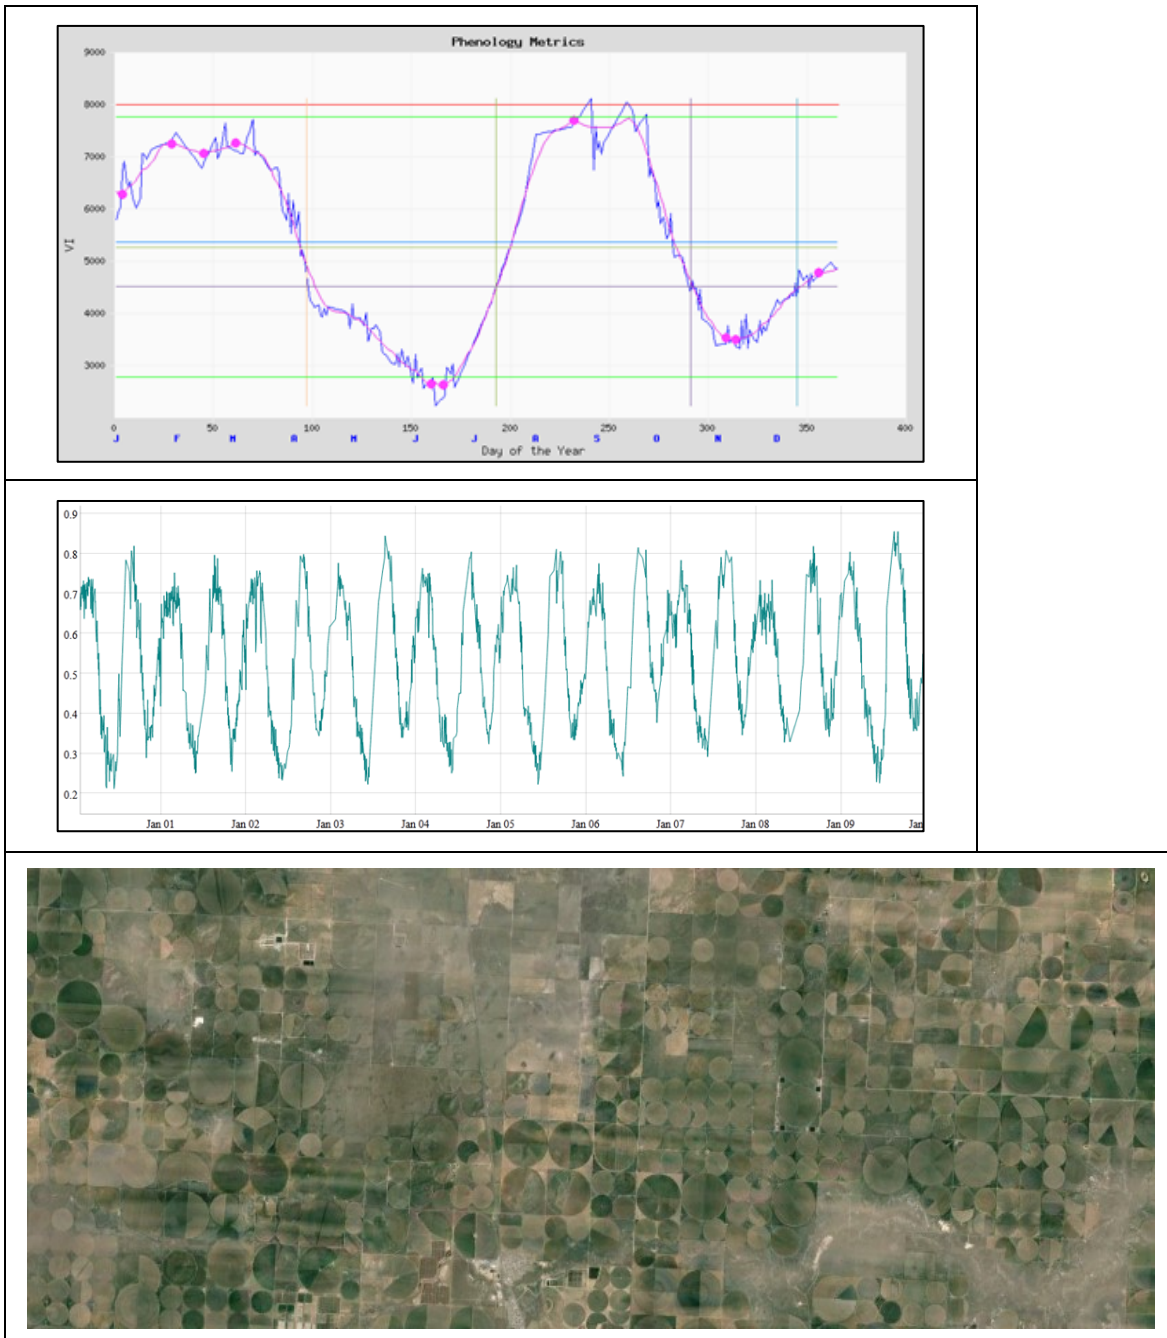 Phenology Metrics
9000
8000
7000
6000
5000
4000
3000
VI
0 50 100 150 200 250 300 350 400
J F M A M J J A S O N D
Day of the Year
0.9
0.8
0.7
0.6
0.5
0.4
0.3
0.2
Jan 01 Jan 02 Jan 03 Jan 04 Jan 05 Jan 06 Jan 07 Jan 08 Jan 09 Jan